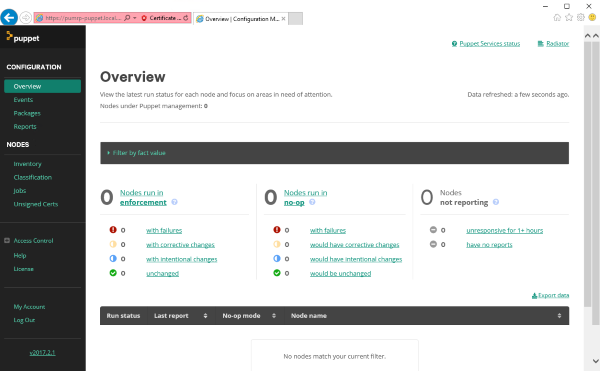 https://pumrp-puppet.local...
Certificate ...
Overview | Configuration M...
puppet
Puppet Services status
Radiator
CONFIGURATION
Overview
Events
Packages
Reports
NODES
Inventory
Classification
Jobs
Unsigned Certs
Access Control
Help
License
My Account
Log Out
v2017.2.1
Overview
View the latest run status for each node and focus on areas in need of attention.
Data refreshed: a few seconds ago.
Nodes under Puppet management: 0
Filter by fact value
0 Nodes run in enforcement ?
0 with failures
0 with corrective changes
0 with intentional changes
0 unchanged
0 Nodes run in no-op ?
0 with failures
0 would have corrective changes
0 would have intentional changes
0 would be unchanged
0 Nodes not reporting ?
0 unresponsive for 1+ hours
0 have no reports
Export data
Run status Last report No-op mode Node name
No nodes match your current filter.